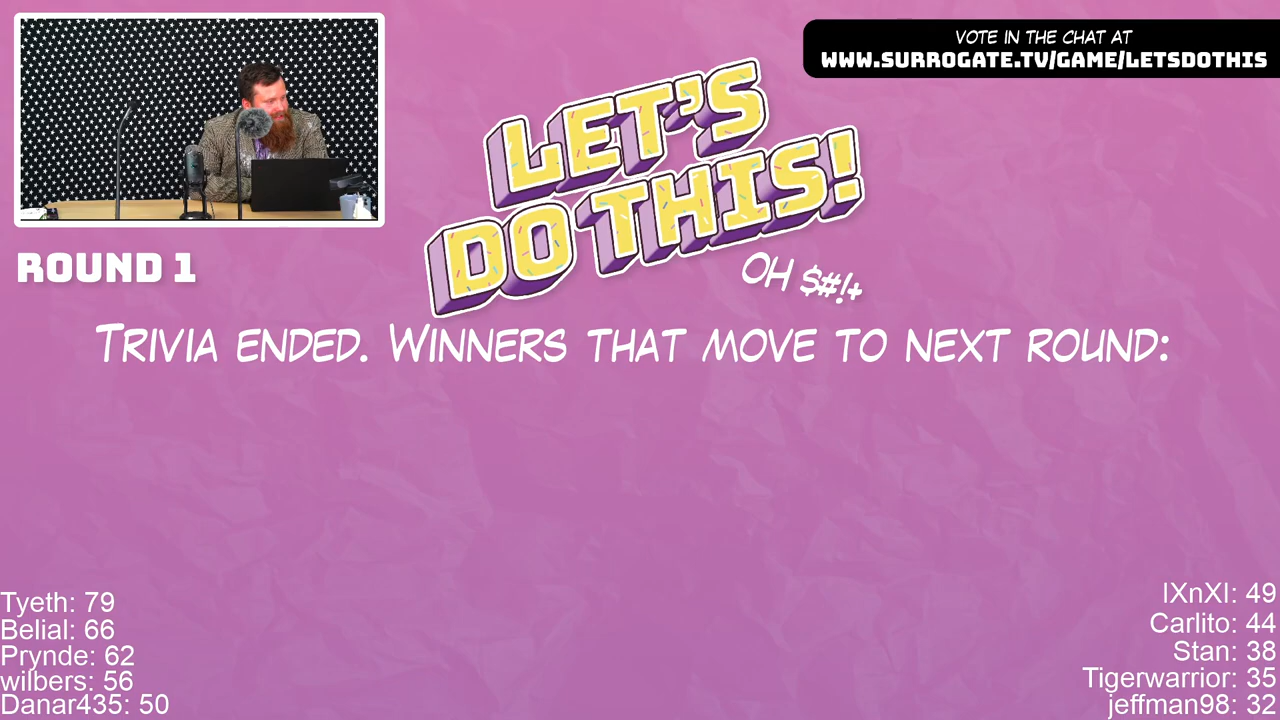 VOTE IN THE CHAT AT
WWW.SURROGATE.TV/GAME/LETSDOTHIS
LET'S
DO THIS!
OH $#!+
ROUND 1
TRIVIA ENDED. WINNERS THAT MOVE TO NEXT ROUND:
Tyeth: 79
Belial: 66
Prynde: 62
wilbers: 56
Danar435: 50
IXnXI: 49
Carlito: 44
Stan: 38
Tigerwarrior: 35
jeffman98: 32